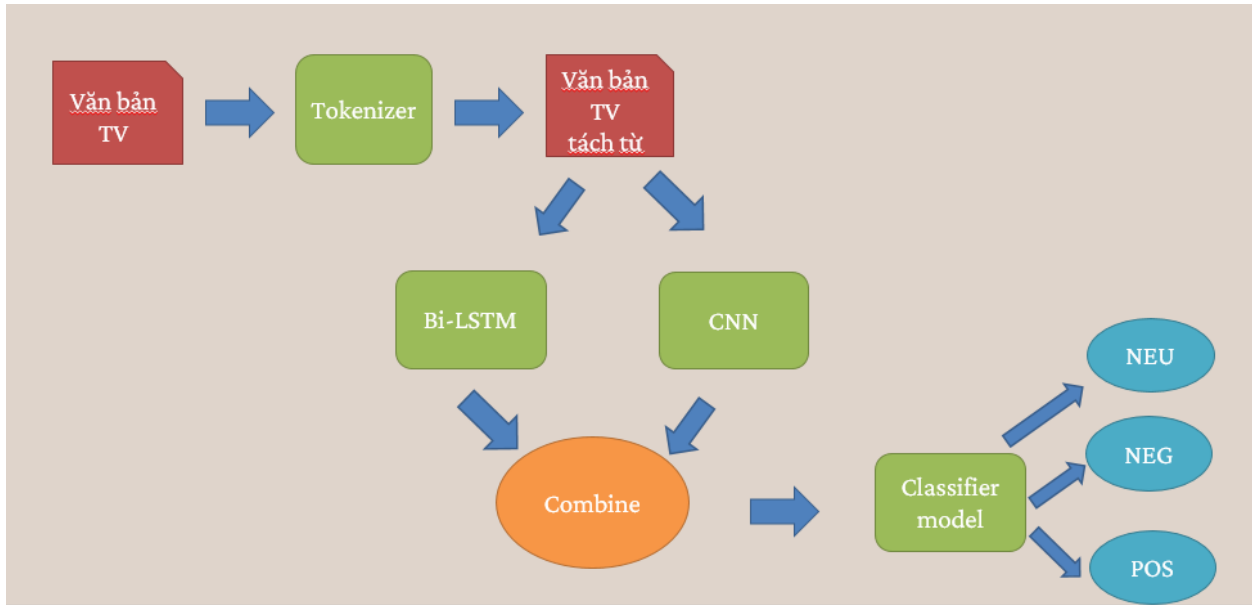 Văn bản
TV
Tokenizer
Văn bản
TV
tách từ
Bi-LSTM
CNN
Combine
Classifier
model
NEU
NEG
POS